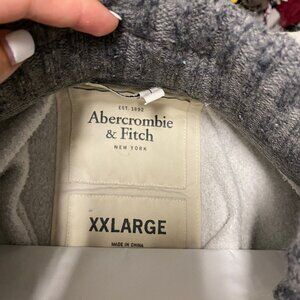 EST. 1892
Abercrombie
& Fitch
NEW YORK
XXLARGE
MADE IN CHINA